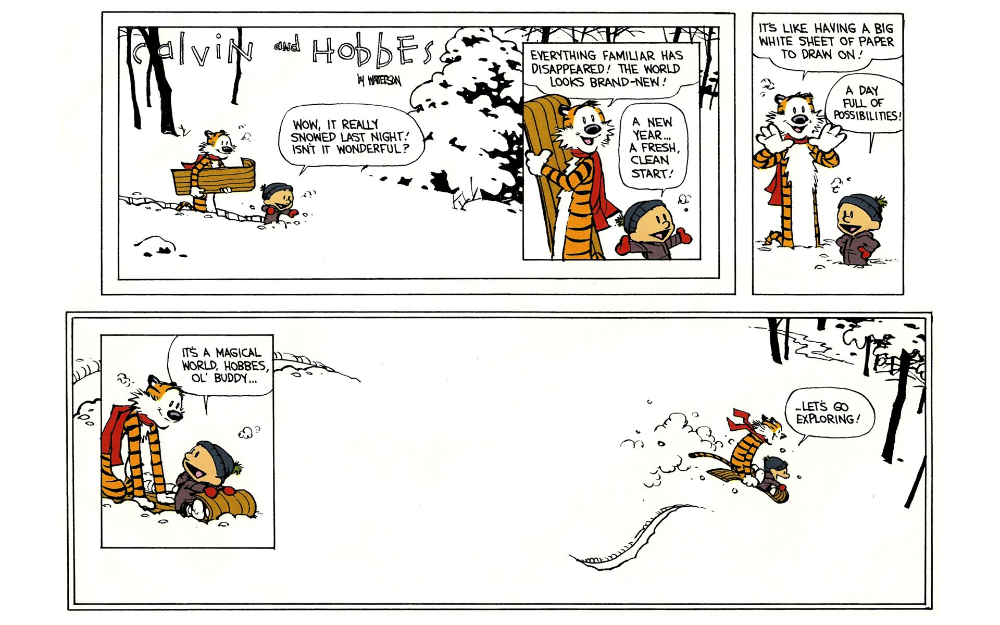 Calvin and Hobbes
by WATTERSON
WOW, IT REALLY
SNOWED LAST NIGHT!
ISN'T IT WONDERFUL?
EVERYTHING FAMILIAR HAS
DISAPPEARED! THE WORLD
LOOKS BRAND-NEW!
A NEW
YEAR...
A FRESH,
CLEAN
START!
IT'S LIKE HAVING A BIG
WHITE SHEET OF PAPER
TO DRAW ON!
A DAY
FULL OF
POSSIBILITIES!
IT'S A MAGICAL
WORLD, HOBBES,
OL' BUDDY...
...LET'S GO
EXPLORING!